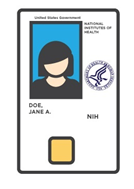 United States Government
NATIONAL
INSTITUTES OF
HEALTH
DOE,
JANE A.
NIH